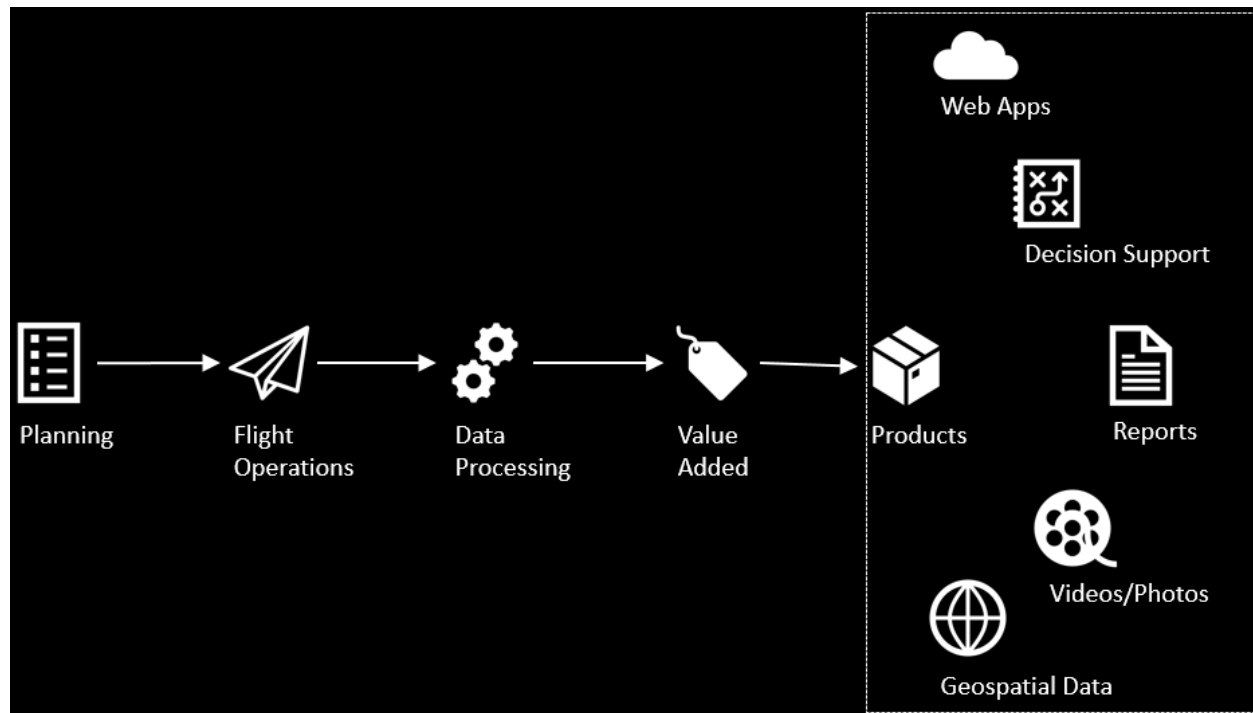 Web Apps
Decision Support
Planning
Flight
Operations
Data
Processing
Value
Added
Products
Reports
Videos/Photos
Geospatial Data